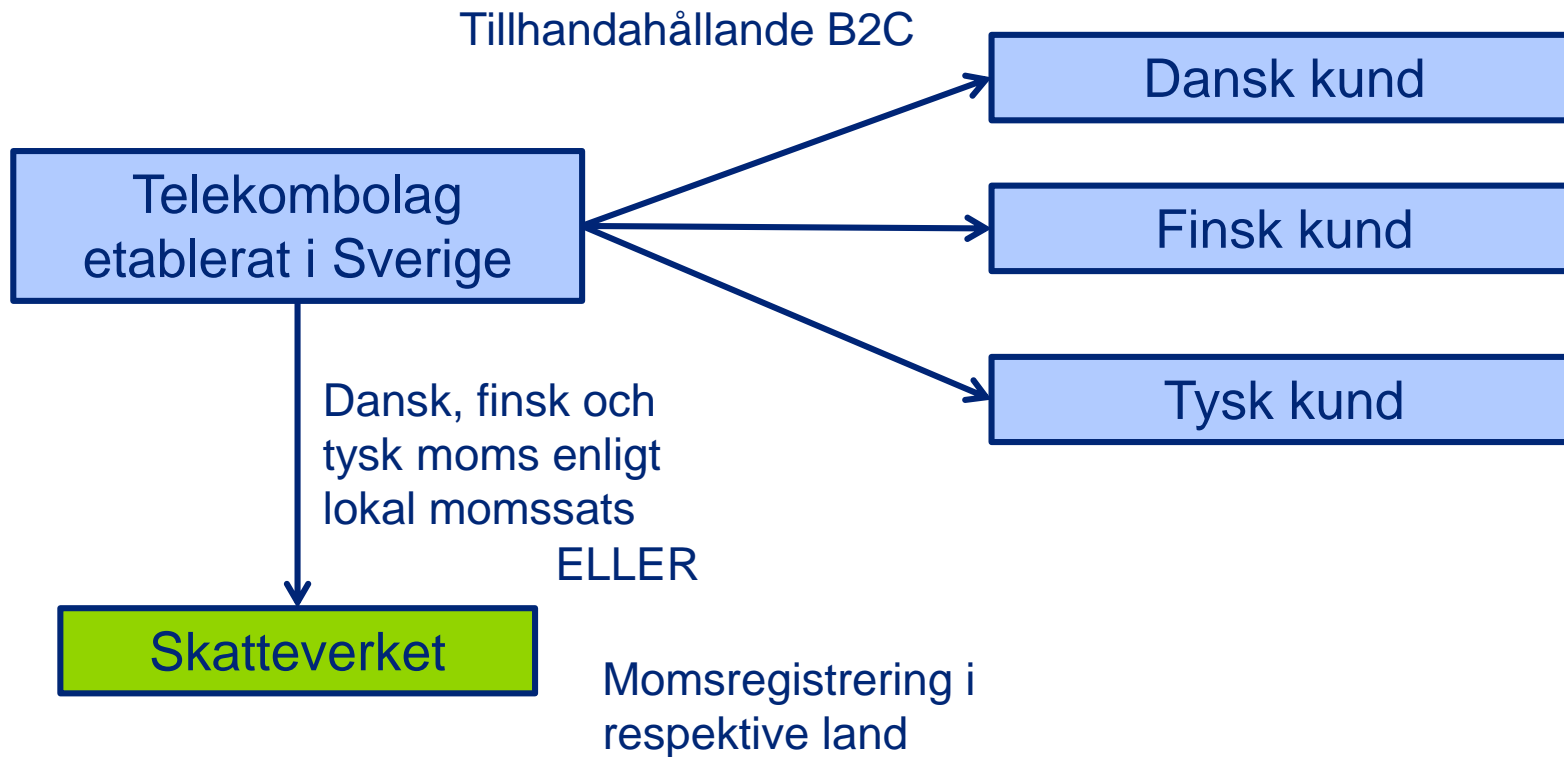 Tillhandahållande B2C
Dansk kund
Telekombolag
etablerat i Sverige
Finsk kund
Tysk kund
Dansk, finsk och
tysk moms enligt
lokal momssats
ELLER
Skatteverket
Momsregistrering i
respektive land